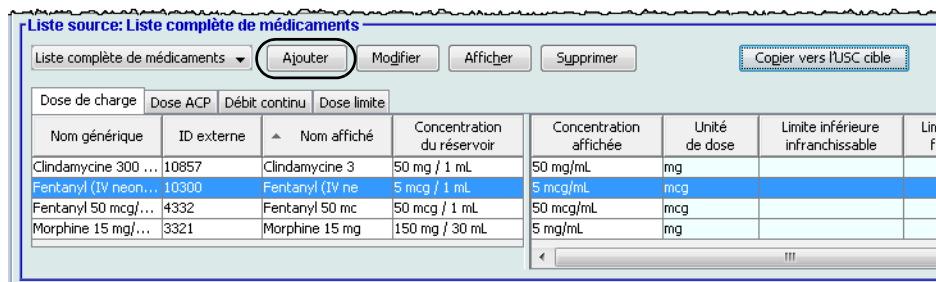 Liste source: Liste complète de médicaments
Liste complète de médicaments Ajouter Modifier Afficher Supprimer Copier vers l'USC cible
Dose de charge Dose ACP Débit continu Dose limite
Nom générique ID externe Nom affiché Concentration du réservoir Concentration affichée Unité de dose Limite inférieure infranchissable
Clindamycine 300 ... 10857 Clindamycine 3 50 mg / 1 mL 50 mg/mL mg
Fentanyl (IV neon... 10300 Fentanyl (IV ne 5 mcg / 1 mL 5 mcg/mL mcg
Fentanyl 50 mcg/... 4332 Fentanyl 50 mc 50 mcg / 1 mL 50 mcg/mL mcg
Morphine 15 mg/... 3321 Morphine 15 mg 150 mg / 30 mL 5 mg/mL mg